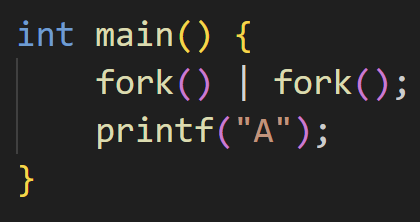 int main() {
    fork() | fork();
    printf("A");
}